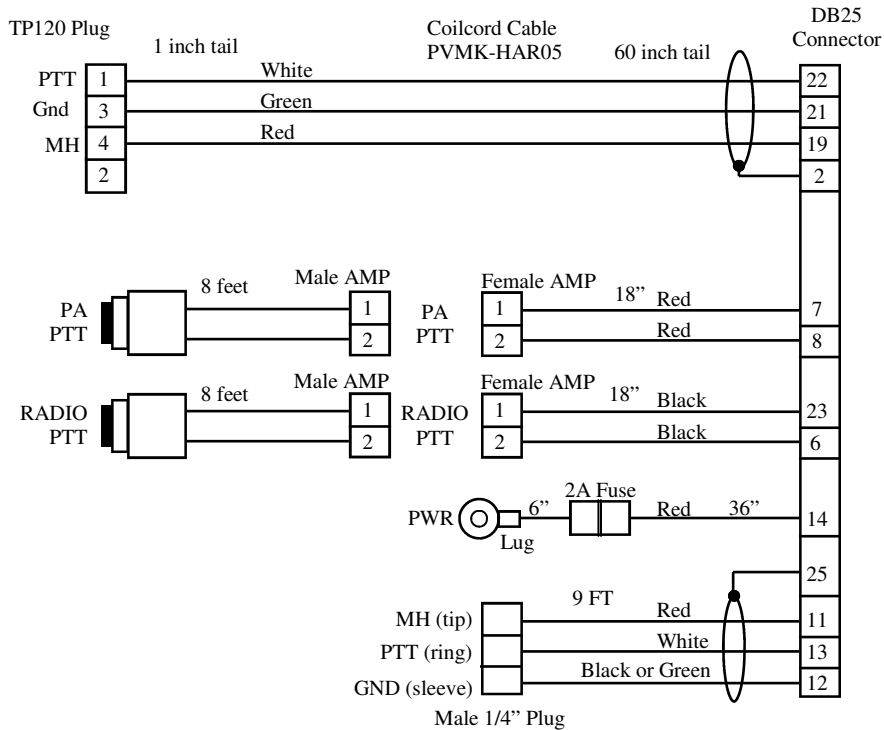 TP120 Plug
1 inch tail
Coilcord Cable
PVMK-HAR05
60 inch tail
DB25
Connector
PTT 1 White 22
Gnd 3 Green 21
MH 4 Red 19
2 2
PA
PTT
8 feet
Male AMP
1
2
PA
PTT
Female AMP
1
2
18”
Red
Red
7
8
RADIO
PTT
8 feet
Male AMP
1
2
RADIO
PTT
Female AMP
1
2
18”
Black
Black
23
6
PWR
Lug
6”
2A Fuse
Red
36”
14
25
9 FT
MH (tip) Red 11
PTT (ring) White 13
GND (sleeve) Black or Green 12
Male 1/4” Plug